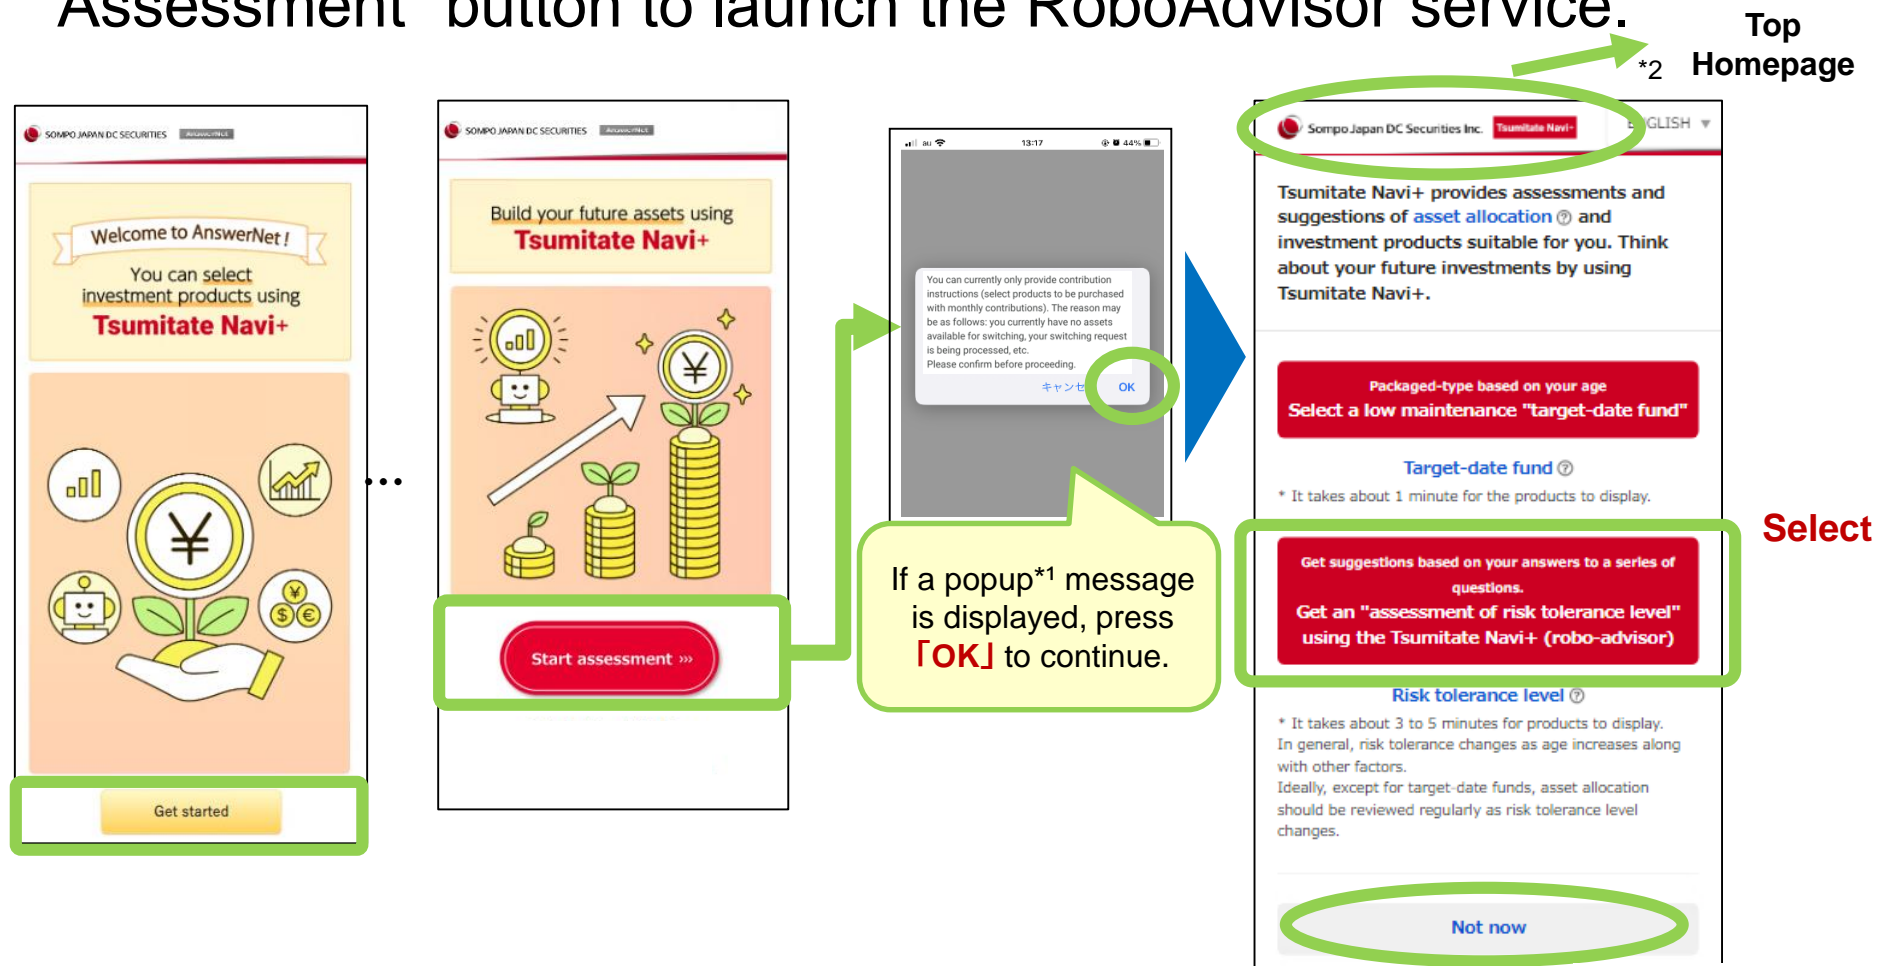 Assessment" button to launch the RoboAdvisor service.
Top
Homepage
*2
SOMPO JAPAN DC SECURITIES AnswerNet
Welcome to AnswerNet !
You can select
investment products using
Tsumitate Navi+
Get started
...
SOMPO JAPAN DC SECURITIES AnswerNet
Build your future assets using
Tsumitate Navi+
Start assessment »»
au 13:17 44%
You can currently only provide contribution
instructions (select products to be purchased
with monthly contributions). The reason may
be as follows: you currently have no assets
available for switching, your switching request
is being processed, etc.
Please confirm before proceeding.
キャンセ OK
If a popup*¹ message
is displayed, press
「OK」 to continue.
Sompo Japan DC Securities Inc. Tsumitate Navi+ ENGLISH ▼
Tsumitate Navi+ provides assessments and
suggestions of asset allocation ? and
investment products suitable for you. Think
about your future investments by using
Tsumitate Navi+.
Packaged-type based on your age
Select a low maintenance "target-date fund"
Target-date fund ?
* It takes about 1 minute for the products to display.
Select
Get suggestions based on your answers to a series of
questions.
Get an "assessment of risk tolerance level"
using the Tsumitate Navi+ (robo-advisor)
Risk tolerance level ?
* It takes about 3 to 5 minutes for products to display.
In general, risk tolerance changes as age increases along
with other factors.
Ideally, except for target-date funds, asset allocation
should be reviewed regularly as risk tolerance level
changes.
Not now